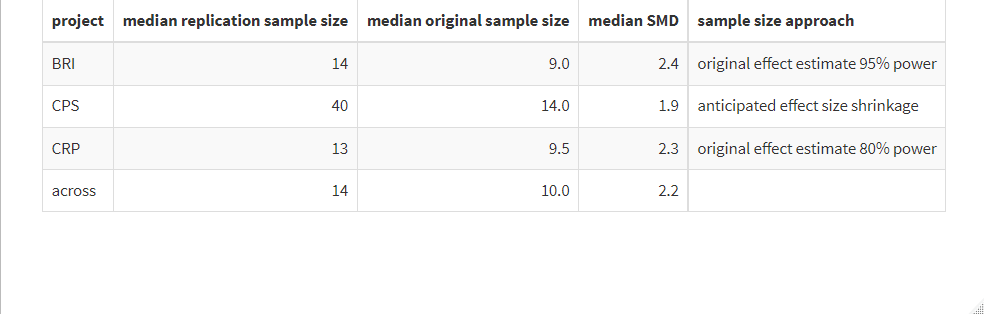 project median replication sample size median original sample size median SMD sample size approach
BRI 14 9.0 2.4 original effect estimate 95% power
CPS 40 14.0 1.9 anticipated effect size shrinkage
CRP 13 9.5 2.3 original effect estimate 80% power
across 14 10.0 2.2